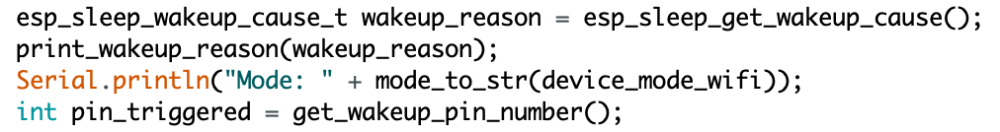 esp_sleep_wakeup_cause_t wakeup_reason = esp_sleep_get_wakeup_cause();
print_wakeup_reason(wakeup_reason);
Serial.println("Mode: " + mode_to_str(device_mode_wifi));
int pin_triggered = get_wakeup_pin_number();